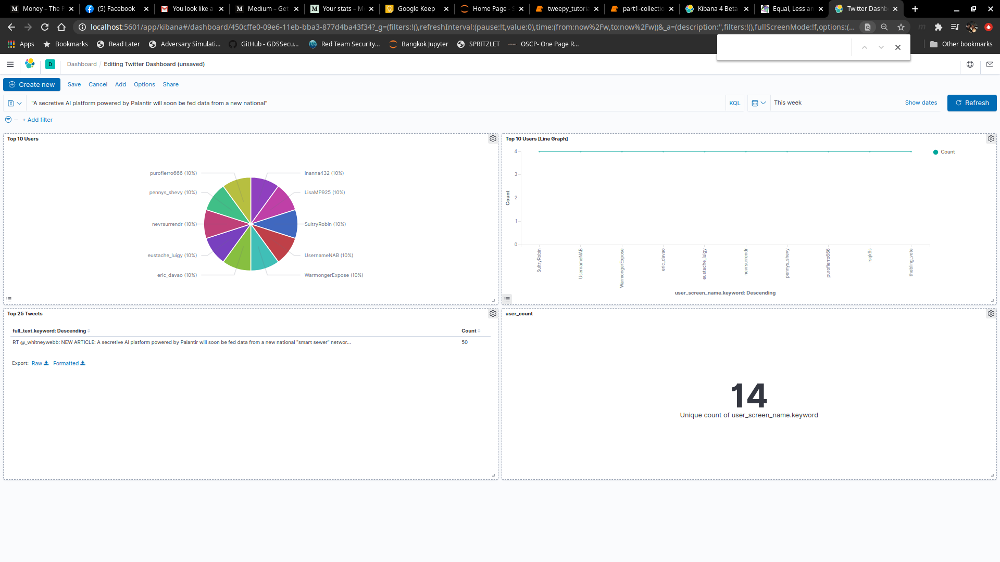 Money – The F
(5) Facebook
You look like a
Medium – Get
Your stats – M
Google Keep
Home Page - S
tweepy_tutoria
part1-collectio
Kibana 4 Beta
Equal, Less an
Twitter Dashb
localhost:5601/app/kibana#/dashboard/450cffe0-09e6-11eb-bba3-877d4ba43f34?_g=(filters:!(),refreshInterval:(pause:!t,value:0),time:(from:now%2Fw,to:now%2Fw))&_a=(description:'',filters:!(),fullScreenMode:!f,options:(...
Apps
Bookmarks
Read Later
Adversary Simulati...
GitHub - GDSSecu...
Red Team Security...
Bangkok Jupyter
SPRITZLET
OSCP- One Page R...
Other bookmarks
D
Dashboard / Editing Twitter Dashboard (unsaved)
Create new
Save
Cancel
Add
Options
Share
"A secretive AI platform powered by Palantir will soon be fed data from a new national"
KQL
This week
Show dates
Refresh
+ Add filter
Top 10 Users
purofierro666 (10%)
pennys_shevy (10%)
nevrsurrendr (10%)
eustache_luigy (10%)
eric_davao (10%)
Inanna432 (10%)
LisaMP925 (10%)
SultryRobin (10%)
UsernameNAB (10%)
WarmongerExpose (10%)
Top 10 Users [Line Graph]
4
3
2
1
0
Count
Count
SultryRobin
UsernameNAB
WarmongerExpose
eric_davao
eustache_luigy
nevrsurrendr
pennys_shevy
purofierro666
rsqk9s
thebling_vote
user_screen_name.keyword: Descending
Top 25 Tweets
full_text.keyword: Descending
Count
RT @_whitneywebb: NEW ARTICLE: A secretive AI platform powered by Palantir will soon be fed data from a new national "smart sewer" networ...
50
Export: Raw Formatted
user_count
14
Unique count of user_screen_name.keyword